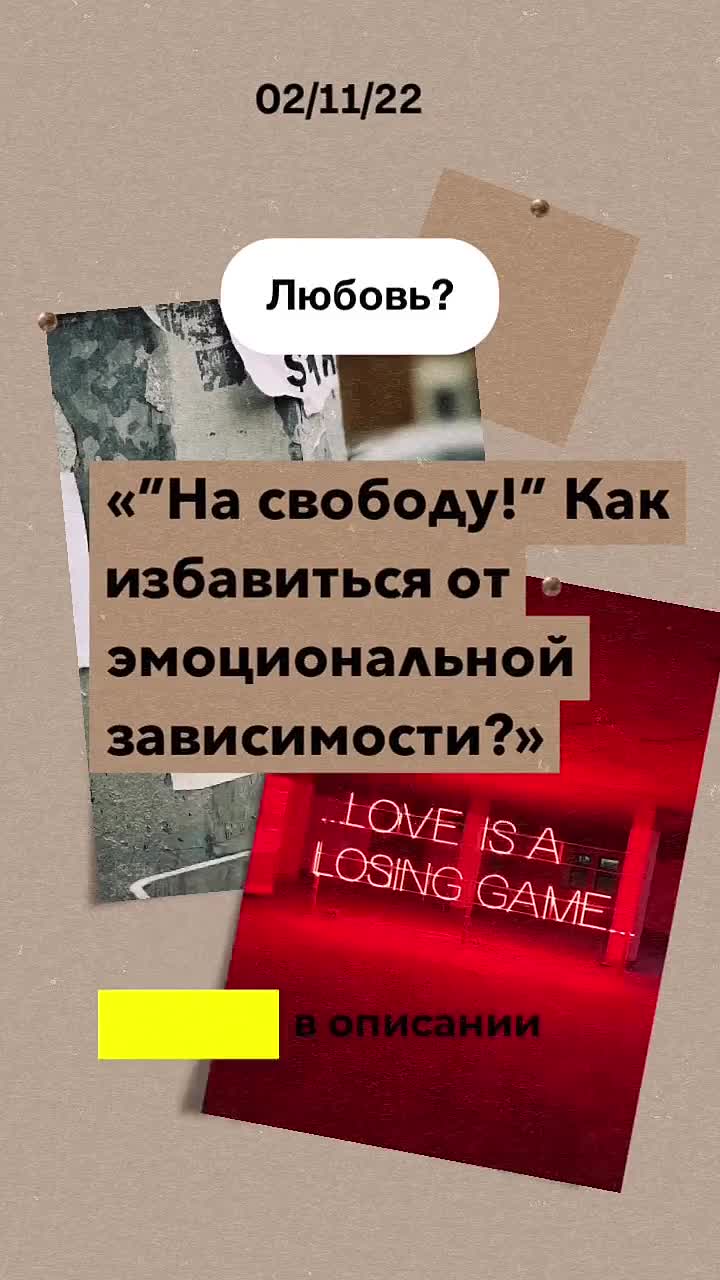 02/11/22
Любовь?
«”На свободу!” Как
избавиться от
эмоциональной
зависимости?»
...LOVE IS A
LOSING GAME...
в описании